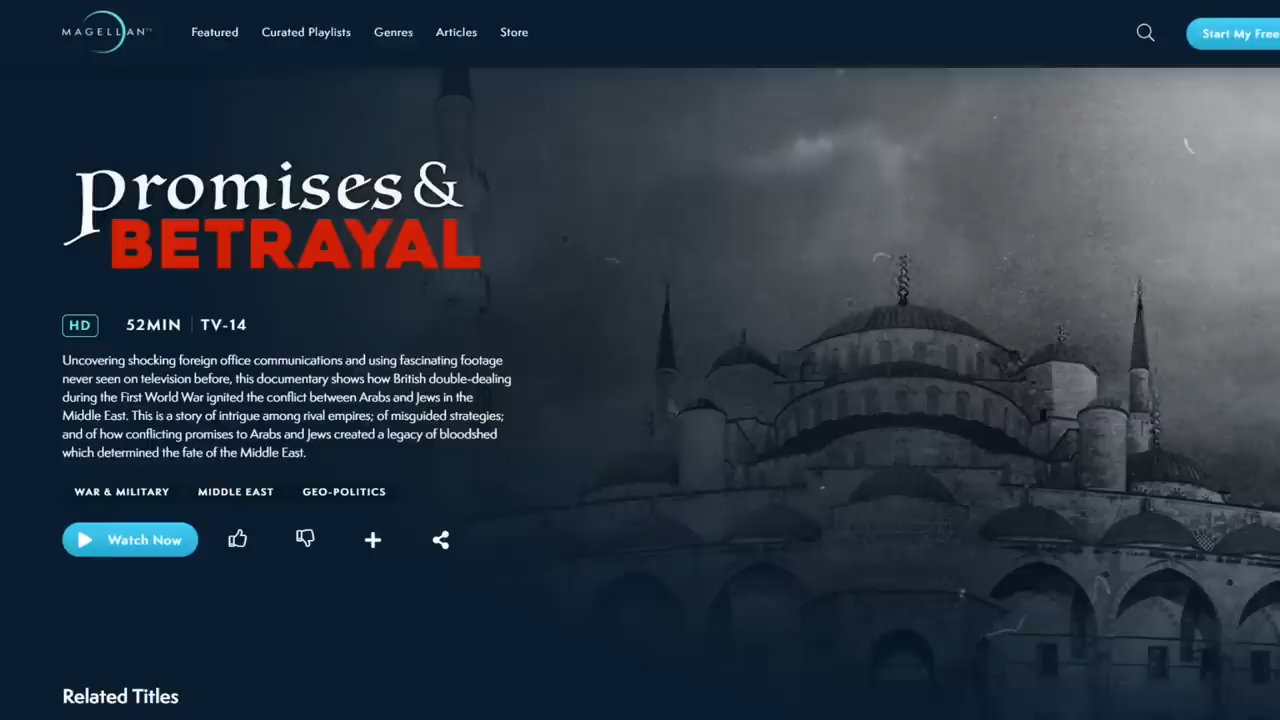 MAGELLAN™
Featured
Curated Playlists
Genres
Articles
Store
Start My Free
promises &
BETRAYAL
HD
52MIN
TV-14
Uncovering shocking foreign office communications and using fascinating footage
never seen on television before, this documentary shows how British double-dealing
during the First World War ignited the conflict between Arabs and Jews in the
Middle East. This is a story of intrigue among rival empires; of misguided strategies;
and of how conflicting promises to Arabs and Jews created a legacy of bloodshed
which determined the fate of the Middle East.
WAR & MILITARY
MIDDLE EAST
GEO-POLITICS
Watch Now
Related Titles